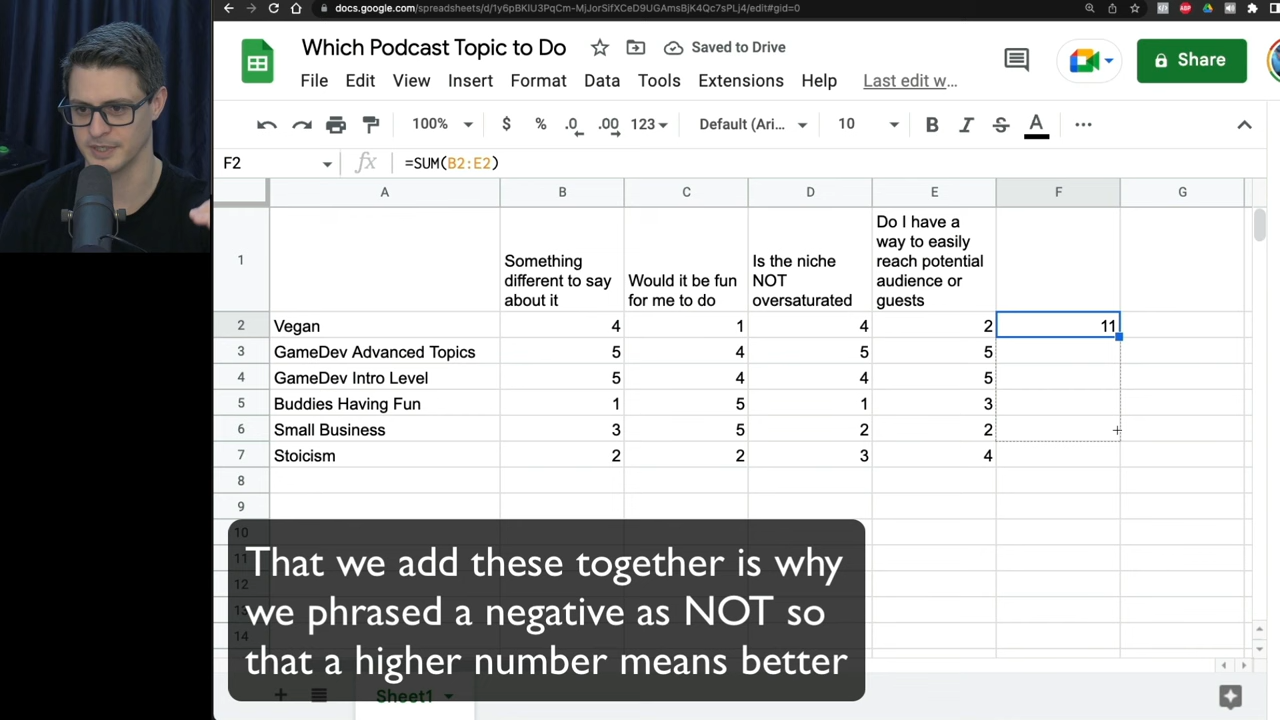 docs.google.com/spreadsheets/d/1y6pBKIU3PqCm-MjJorSifXCeD9UGAmsBjK4Qc7sPLj4/edit#gid=0
Which Podcast Topic to Do
Saved to Drive
File Edit View Insert Format Data Tools Extensions Help Last edit w...
Share
100% $ % .0 .00 123 Default (Ari... 10 B I S A
F2 fx =SUM(B2:E2)
A B C D E F G
1
Something
different to say
about it
Would it be fun
for me to do
Is the niche
NOT
oversaturated
Do I have a
way to easily
reach potential
audience or
guests
2 Vegan 4 1 4 2 11
3 GameDev Advanced Topics 5 4 5 5
4 GameDev Intro Level 5 4 4 5
5 Buddies Having Fun 1 5 1 3
6 Small Business 3 5 2 2
7 Stoicism 2 2 3 4
8
9
10
11
12
13
14
That we add these together is why
we phrased a negative as NOT so
that a higher number means better
Sheet1